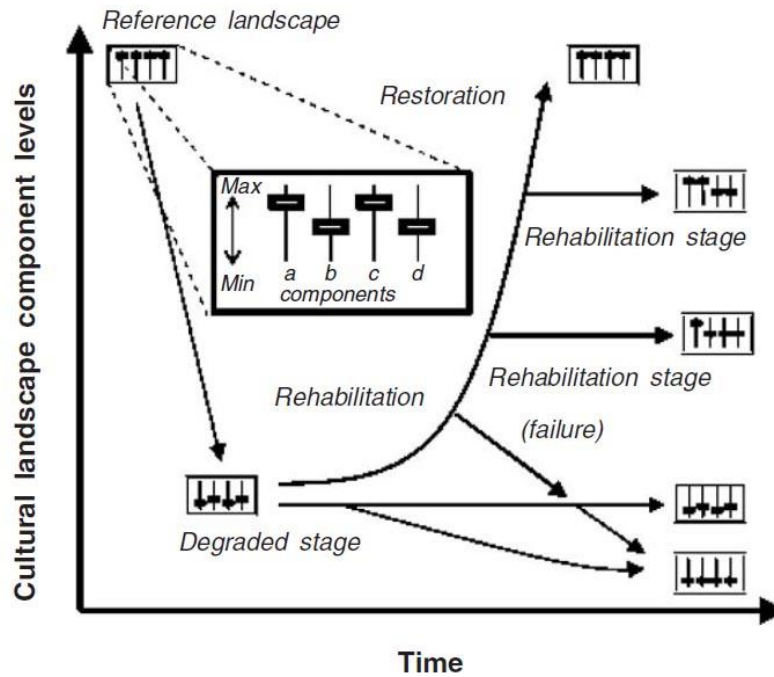 Reference landscape
Restoration
Max
Min
a b c d
components
Rehabilitation stage
Rehabilitation stage
Rehabilitation
(failure)
Degraded stage
Cultural landscape component levels
Time